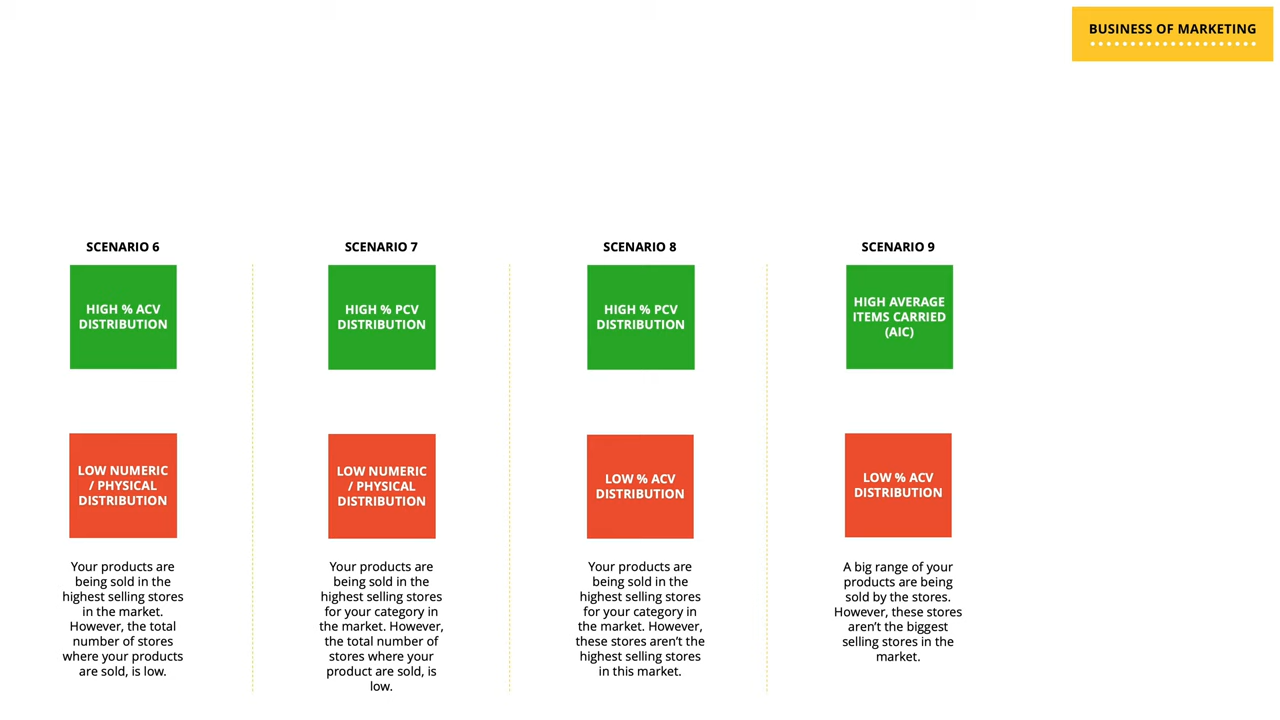 BUSINESS OF MARKETING
SCENARIO 6
HIGH % ACV
DISTRIBUTION
LOW NUMERIC
/ PHYSICAL
DISTRIBUTION
Your products are
being sold in the
highest selling stores
in the market.
However, the total
number of stores
where your products
are sold, is low.
SCENARIO 7
HIGH % PCV
DISTRIBUTION
LOW NUMERIC
/ PHYSICAL
DISTRIBUTION
Your products are
being sold in the
highest selling stores
for your category in
the market. However,
the total number of
stores where your
product are sold, is
low.
SCENARIO 8
HIGH % PCV
DISTRIBUTION
LOW % ACV
DISTRIBUTION
Your products are
being sold in the
highest selling stores
for your category in
the market. However,
these stores aren’t the
highest selling stores
in this market.
SCENARIO 9
HIGH AVERAGE
ITEMS CARRIED
(AIC)
LOW % ACV
DISTRIBUTION
A big range of your
products are being
sold by the stores.
However, these stores
aren’t the biggest
selling stores in the
market.